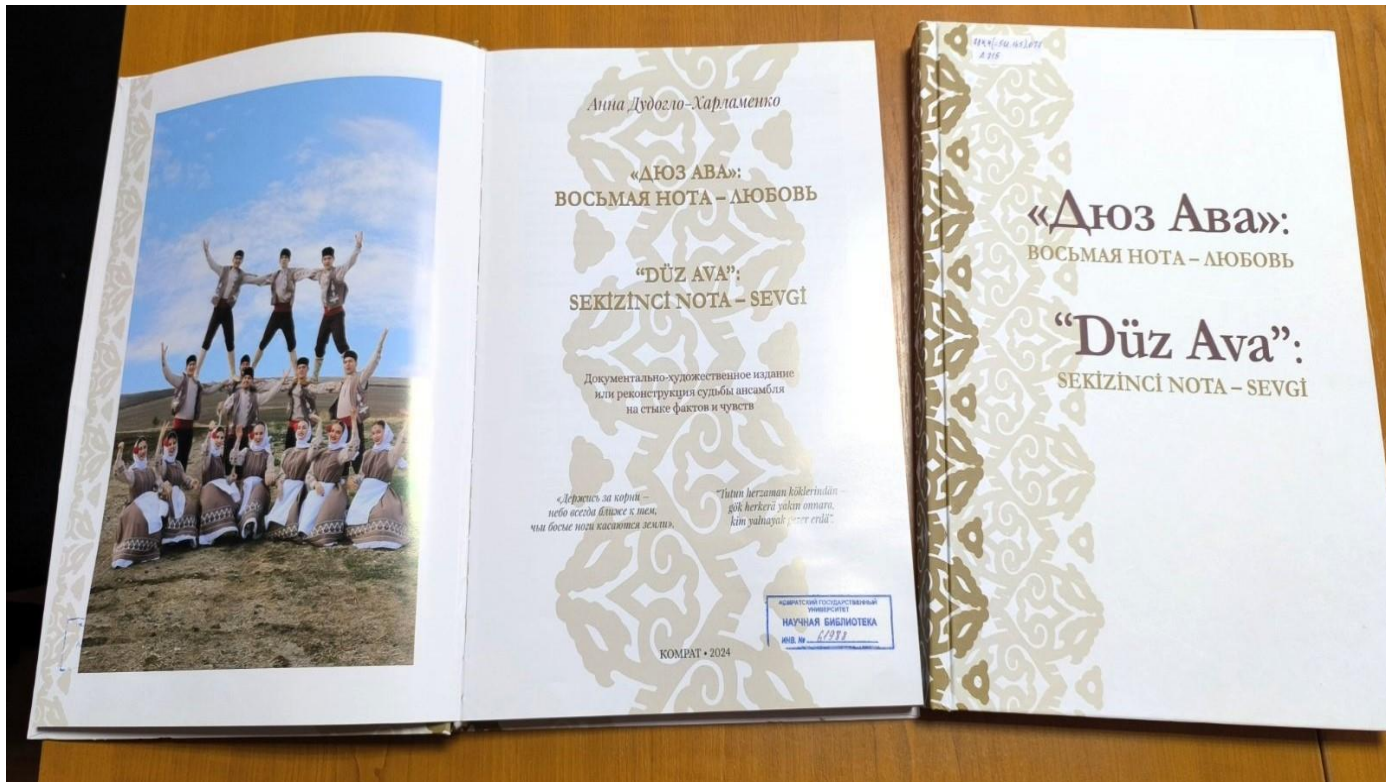 Анна Дудогло-Харламенко
«ДЮЗ АВА»:
ВОСЬМАЯ НОТА – ЛЮБОВЬ
“DÜZ AVA”:
SEKİZİNCİ NOTA – SEVGİ
Документально-художественное издание
или реконструкция судьбы ансамбля
на стыке фактов и чувств
«Держись за корни –
небо всегда ближе к тем,
чьи босые ноги касаются земли».
“Tutun herzaman köklerindän –
gök herkerä yakın onnara,
kim yalnayak gezer erdä”.
КОМРАТСКИЙ ГОСУДАРСТВЕННЫЙ
УНИВЕРСИТЕТ
НАУЧНАЯ БИБЛИОТЕКА
ИНВ. № 61988
КОМРАТ • 2024
«Дюз Ава»:
ВОСЬМАЯ НОТА – ЛЮБОВЬ
“Düz Ava”:
SEKİZİNCİ NOTA – SEVGİ